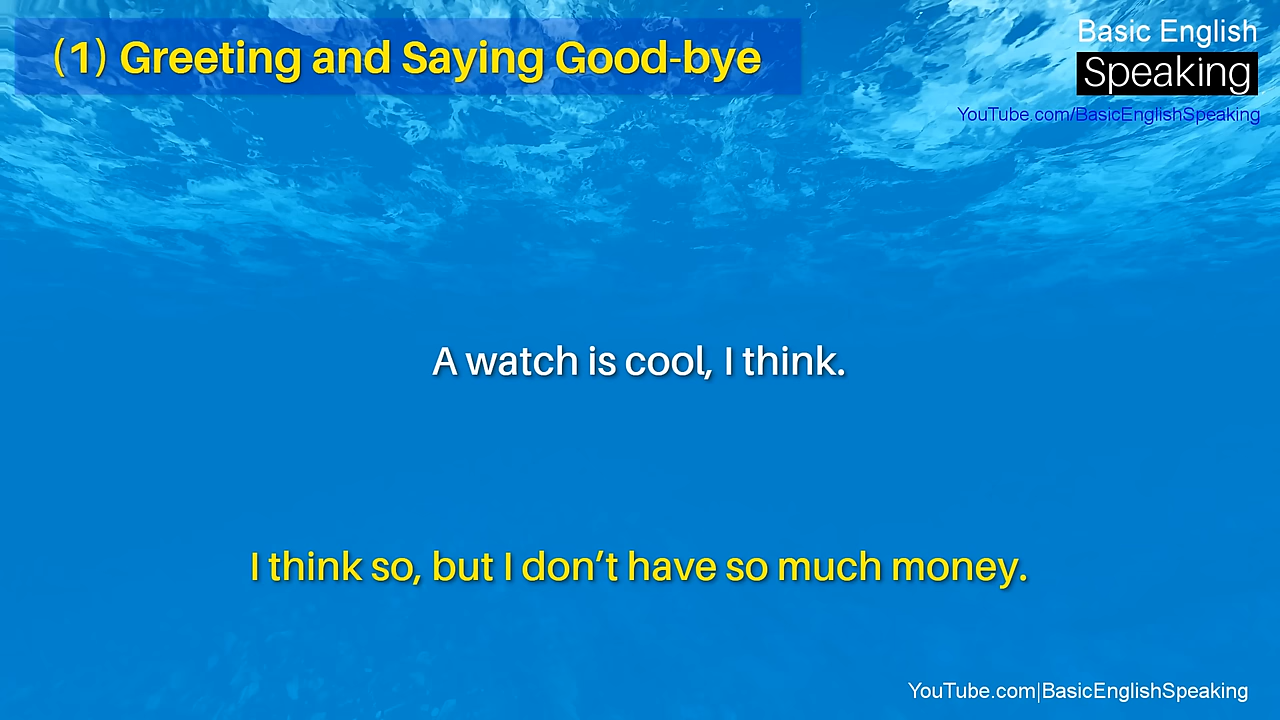 (1) Greeting and Saying Good-bye
Basic English
Speaking
YouTube.com/BasicEnglishSpeaking
A watch is cool, I think.
I think so, but I don’t have so much money.
YouTube.com|BasicEnglishSpeaking